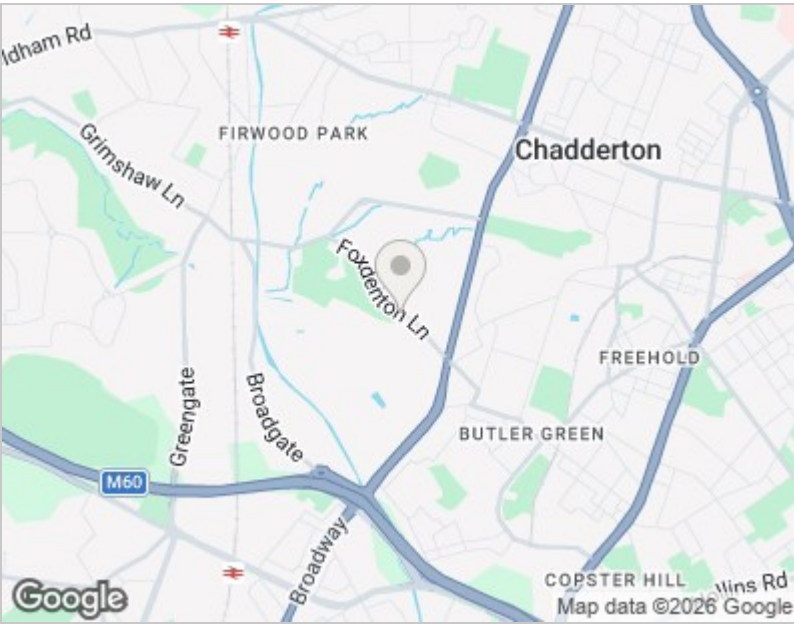 ldham Rd
Grimshaw Ln
FIRWOOD PARK
Chadderton
Foxdenton Ln
FREEHOLD
Greengate
Broadgate
BUTLER GREEN
M60
Broadway
COPSTER HILL
ollins Rd
Google
Map data ©2026 Google